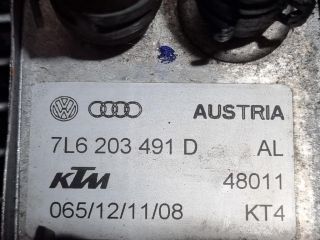 AUSTRIA
7L6 203 491 D AL
KTM 48011
065/12/11/08 KT4